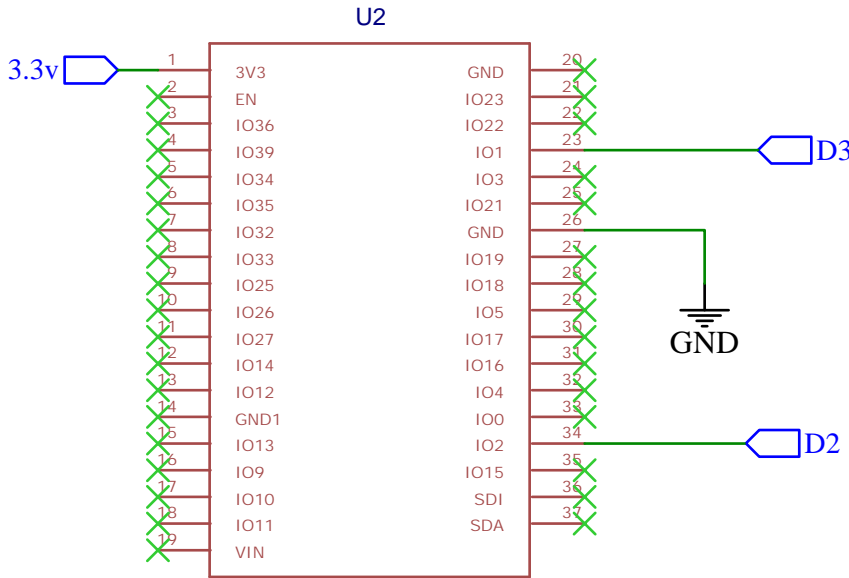 U2
3.3v
1 3V3 GND 20
2 EN IO23 21
3 IO36 IO22 22
4 IO39 IO1 23 D3
5 IO34 IO3 24
6 IO35 IO21 25
7 IO32 GND 26
8 IO33 IO19 27
9 IO25 IO18 28
10 IO26 IO5 29
11 IO27 IO17 30
12 IO14 IO16 31
13 IO12 IO4 32
14 GND1 IO0 33
15 IO13 IO2 34 D2
16 IO9 IO15 35
17 IO10 SDI 36
18 IO11 SDA 37
19 VIN
GND